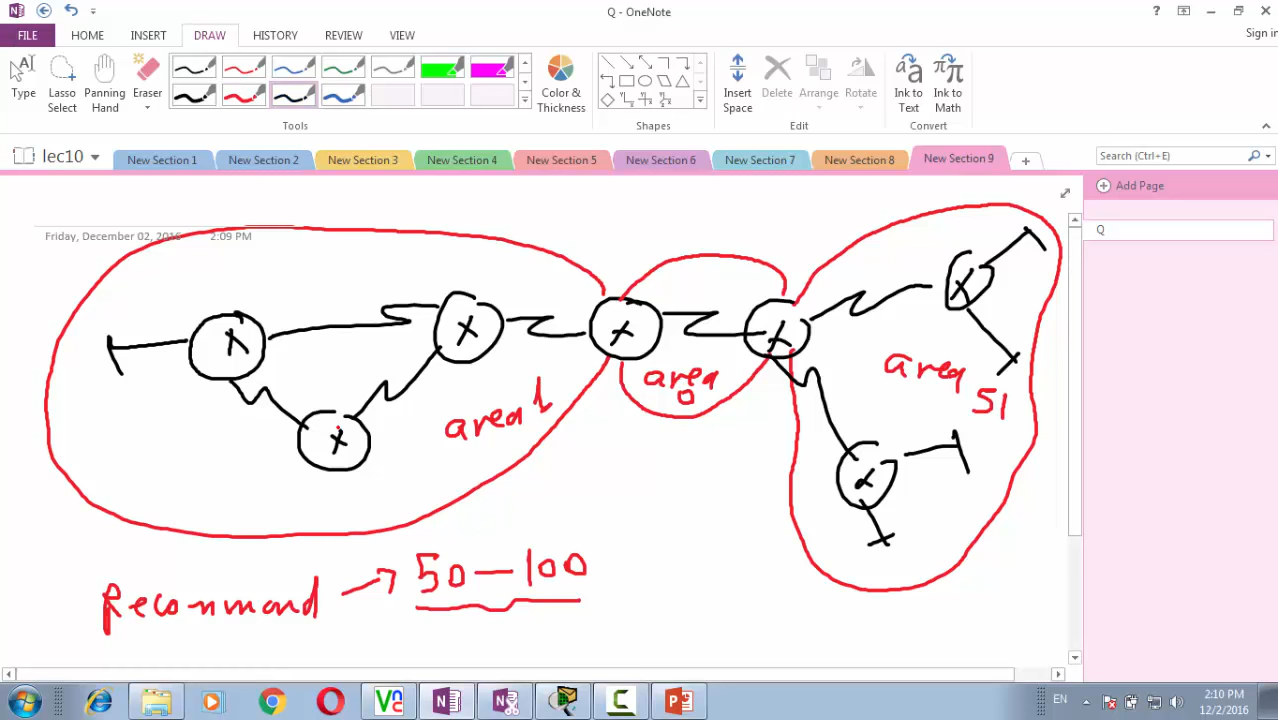 Q - OneNote
?
Sign in
FILE HOME INSERT DRAW HISTORY REVIEW VIEW
Type
Lasso Select
Panning Hand
Eraser
Color & Thickness
Insert Space
Delete
Arrange
Rotate
Ink to Text
Ink to Math
Tools
Shapes
Edit
Convert
lec10
New Section 1
New Section 2
New Section 3
New Section 4
New Section 5
New Section 6
New Section 7
New Section 8
New Section 9
Search (Ctrl+E)
Add Page
Q
Friday, December 02, 2016 2:09 PM
area 1
area 0
area 51
Recommand → 50 — 100
EN
2:10 PM
12/2/2016